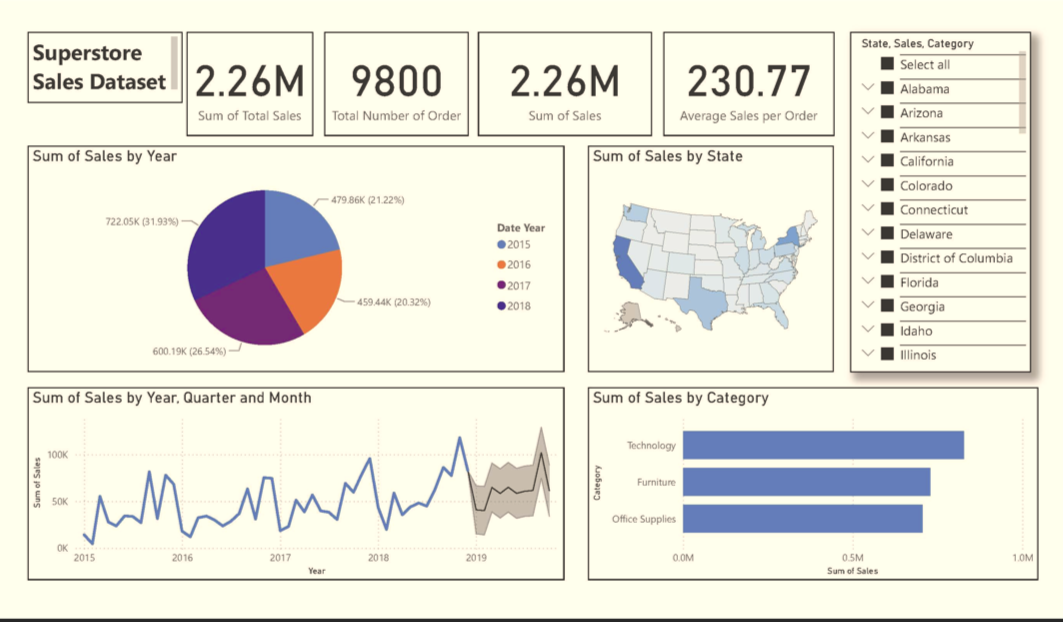 Superstore
Sales Dataset
2.26M
Sum of Total Sales
9800
Total Number of Order
2.26M
Sum of Sales
230.77
Average Sales per Order
State, Sales, Category
Select all
Alabama
Arizona
Arkansas
California
Colorado
Connecticut
Delaware
District of Columbia
Florida
Georgia
Idaho
Illinois
Sum of Sales by Year
479.86K (21.22%)
722.05K (31.93%)
459.44K (20.32%)
600.19K (26.54%)
Date Year
2015
2016
2017
2018
Sum of Sales by State
Sum of Sales by Year, Quarter and Month
Sum of Sales
100K
50K
0K
2015
2016
2017
2018
2019
Year
Sum of Sales by Category
Category
Technology
Furniture
Office Supplies
0.0M
0.5M
1.0M
Sum of Sales